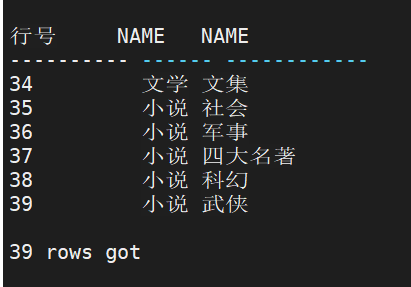 行号 NAME NAME
---------- ------ ------------
34 文学 文集
35 小说 社会
36 小说 军事
37 小说 四大名著
38 小说 科幻
39 小说 武侠
39 rows got